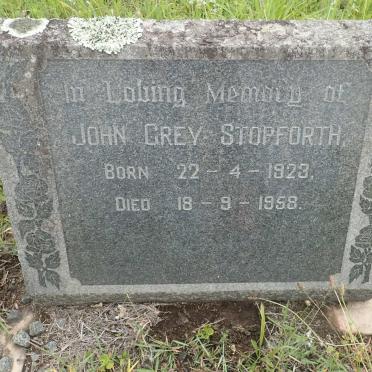 In Loving Memory of
JOHN GREY STOPFORTH,
BORN 22 - 4 - 1923.
DIED 18 - 9 - 1958.